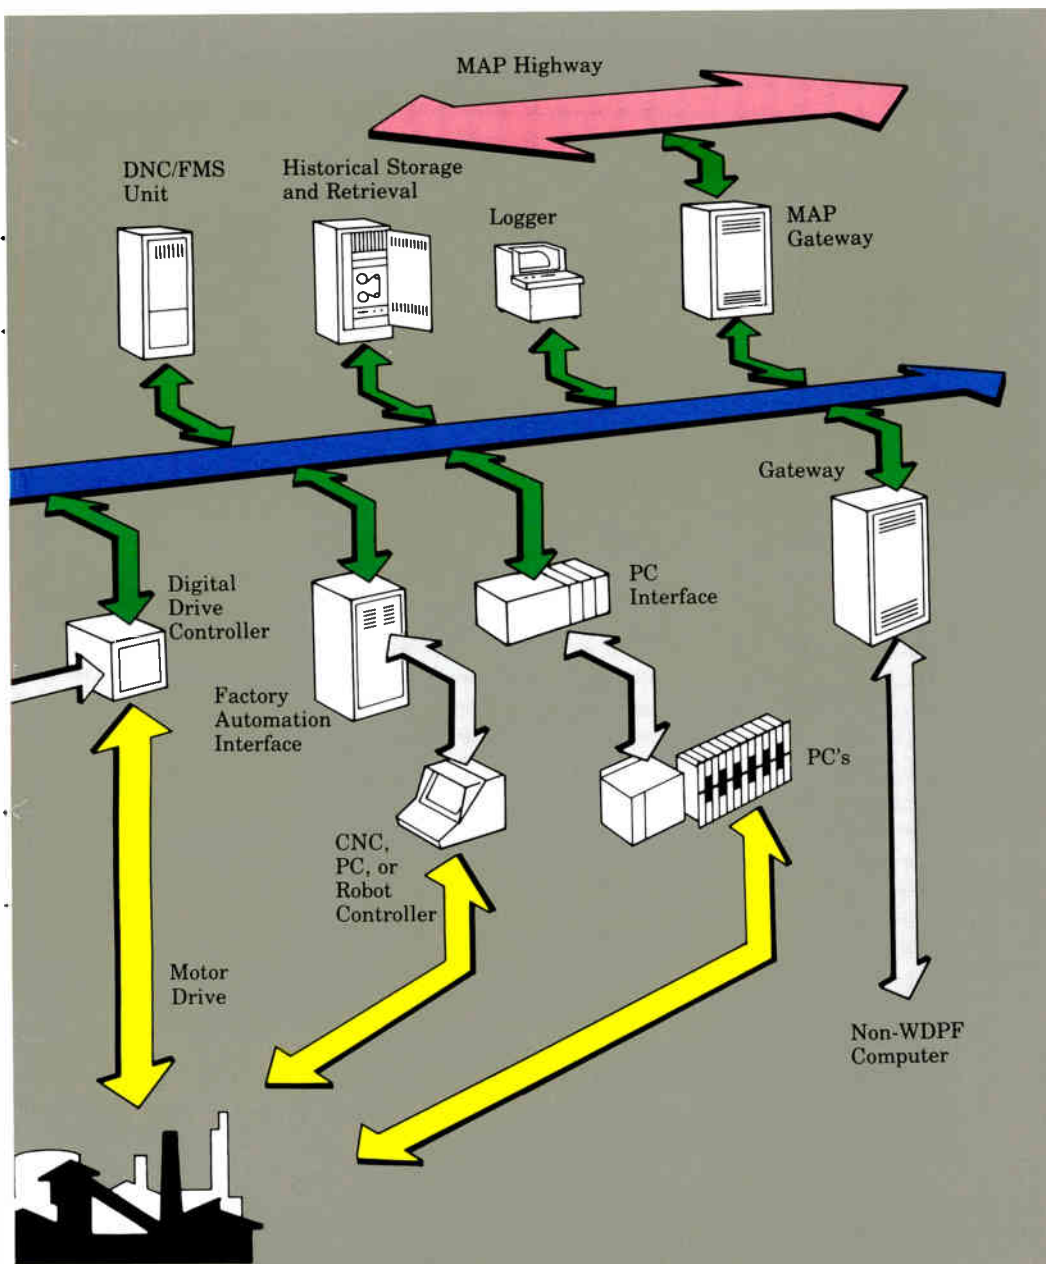 MAP Highway
DNC/FMS
Unit
Historical Storage
and Retrieval
Logger
MAP
Gateway
Gateway
Digital
Drive
Controller
PC
Interface
Factory
Automation
Interface
PC's
CNC,
PC, or
Robot
Controller
Motor
Drive
Non-WDPF
Computer